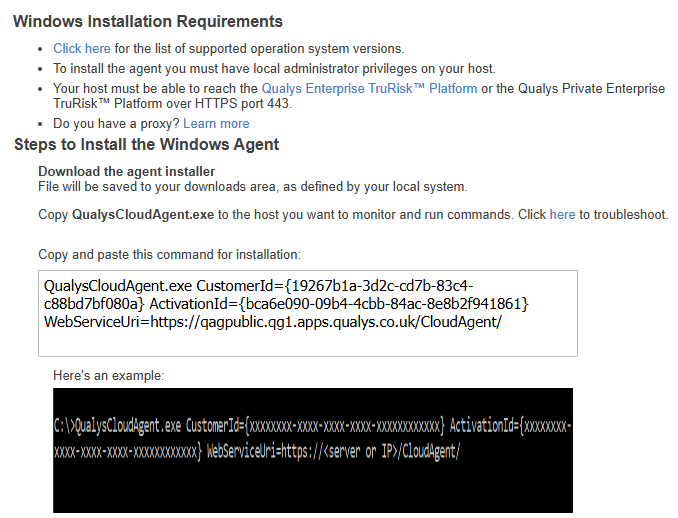 Windows Installation Requirements
Click here for the list of supported operation system versions.
To install the agent you must have local administrator privileges on your host.
Your host must be able to reach the Qualys Enterprise TruRisk™ Platform or the Qualys Private Enterprise
TruRisk™ Platform over HTTPS port 443.
Do you have a proxy? Learn more
Steps to Install the Windows Agent
Download the agent installer
File will be saved to your downloads area, as defined by your local system.
Copy QualysCloudAgent.exe to the host you want to monitor and run commands. Click here to troubleshoot.
Copy and paste this command for installation:
QualysCloudAgent.exe CustomerId={19267b1a-3d2c-cd7b-83c4-
c88bd7bf080a} ActivationId={bca6e090-09b4-4cbb-84ac-8e8b2f941861}
WebServiceUri=https://qagpublic.qg1.apps.qualys.co.uk/CloudAgent/
Here's an example:
C:\>QualysCloudAgent.exe CustomerId={xxxxxxxx-xxxx-xxxx-xxxx-xxxxxxxxxxxx} ActivationId={xxxxxxxx-
xxxx-xxxx-xxxx-xxxxxxxxxxxx} WebServiceUri=https://<server or IP>/CloudAgent/